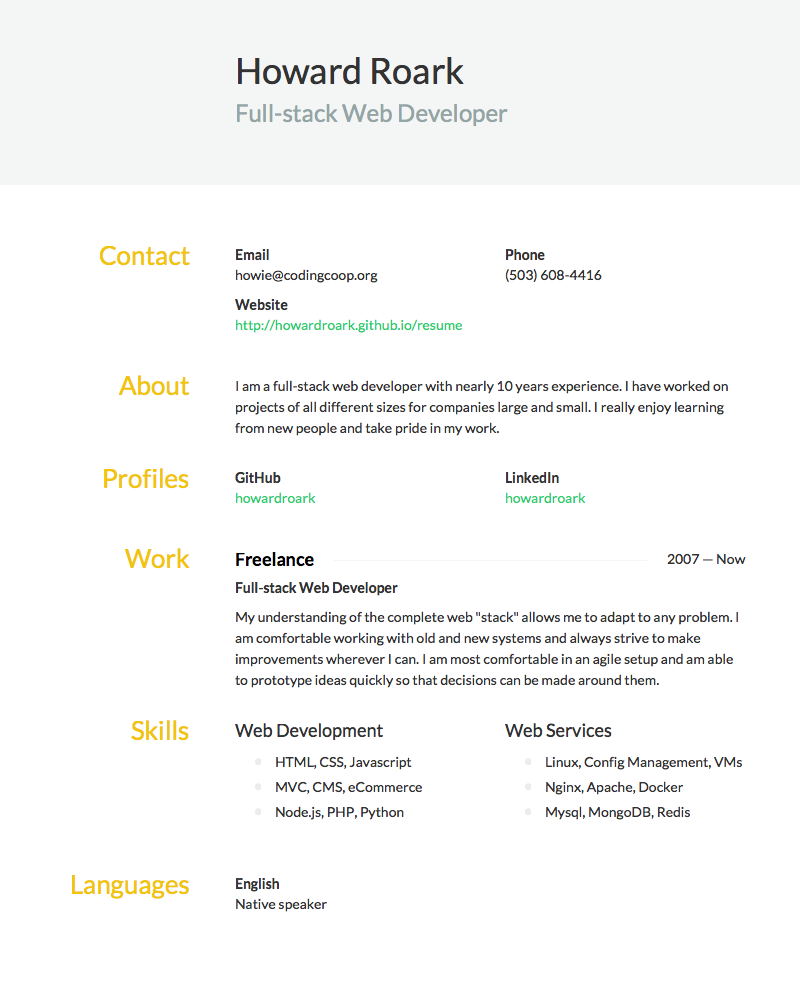 Howard Roark
Full-stack Web Developer
Contact
Email
howie@codingcoop.org
Phone
(503) 608-4416
Website
http://howardroark.github.io/resume
About
I am a full-stack web developer with nearly 10 years experience. I have worked on
projects of all different sizes for companies large and small. I really enjoy learning
from new people and take pride in my work.
Profiles
GitHub
howardroark
LinkedIn
howardroark
Work
Freelance
2007 — Now
Full-stack Web Developer
My understanding of the complete web "stack" allows me to adapt to any problem. I
am comfortable working with old and new systems and always strive to make
improvements wherever I can. I am most comfortable in an agile setup and am able
to prototype ideas quickly so that decisions can be made around them.
Skills
Web Development
HTML, CSS, Javascript
MVC, CMS, eCommerce
Node.js, PHP, Python
Web Services
Linux, Config Management, VMs
Nginx, Apache, Docker
Mysql, MongoDB, Redis
Languages
English
Native speaker